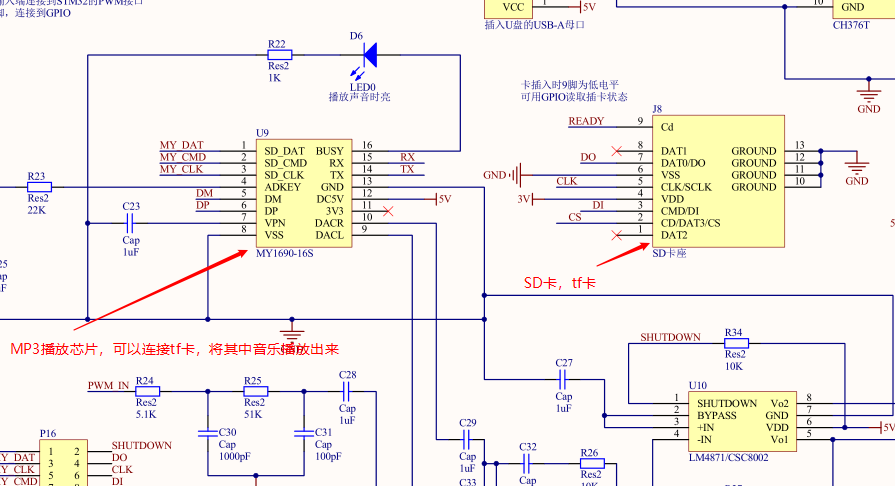 输入端连接到STM32的PWM接口
脚，连接到GPIO
VCC
1
5V
插入U盘的USB-A母口
10
GND
CH376T
GND
R22
Res2
1K
D6
LED0
播放声音时亮
卡插入时9脚为低电平
可用GPIO读取插卡状态
J8
READY
9
Cd
8
DAT1
DO
7
DAT0/DO
GND
6
VSS
CLK
5
CLK/SCLK
3V
4
VDD
DI
3
CMD/DI
CS
2
CD/DAT3/CS
1
DAT2
GROUND
13
GROUND
12
GROUND
11
GROUND
10
GND
SD卡座
SD卡，tf卡
U9
MY_DAT
1
SD_DAT
BUSY
16
MY_CMD
2
SD_CMD
RX
15
RX
MY_CLK
3
SD_CLK
TX
14
TX
4
ADKEY
GND
13
DM
5
DM
DC5V
12
5V
DP
6
DP
3V3
11
7
VPN
DACR
10
8
VSS
DACL
9
MY1690-16S
R23
Res2
22K
C23
Cap
1uF
25
ap
uF
MP3播放芯片，可以连接tf卡，将其中音乐播放出来
PWM_IN
R24
Res2
5.1K
R25
Res2
51K
C28
Cap
1uF
C30
Cap
1000pF
C31
Cap
100pF
C29
Cap
1uF
C33
C32
Cap
1uF
R26
Res2
10K
C27
Cap
1uF
SHUTDOWN
R34
Res2
10K
U10
1
SHUTDOWN
Vo2
8
2
BYPASS
GND
7
3
+IN
VDD
6
5V
4
-IN
Vo1
5
LM4871/CSC8002
P16
1
2
SHUTDOWN
Y_DAT
3
4
DO
Y_CLK
5
6
CLK
Y_CMD
7
8
DI